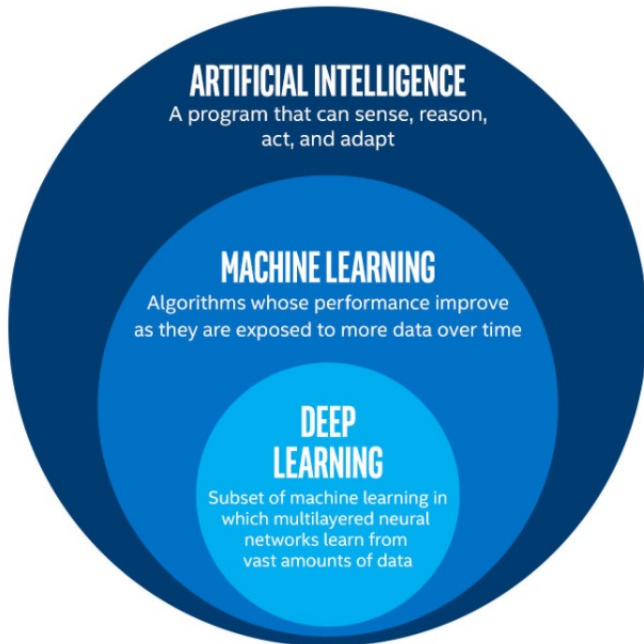 ARTIFICIAL INTELLIGENCE
A program that can sense, reason,
act, and adapt
MACHINE LEARNING
Algorithms whose performance improve
as they are exposed to more data over time
DEEP
LEARNING
Subset of machine learning in
which multilayered neural
networks learn from
vast amounts of data